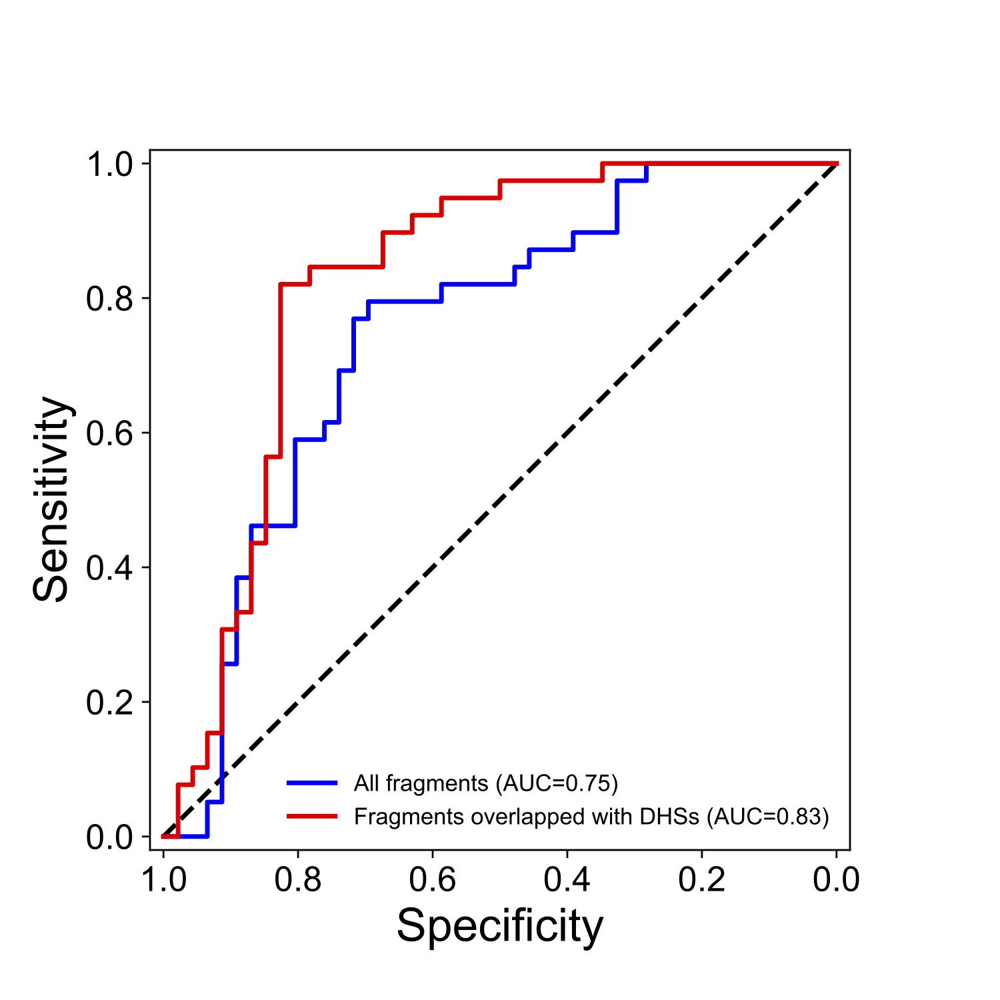 1.0
0.8
0.6
0.4
0.2
0.0
Sensitivity
All fragments (AUC=0.75)
Fragments overlapped with DHSs (AUC=0.83)
1.0 0.8 0.6 0.4 0.2 0.0
Specificity